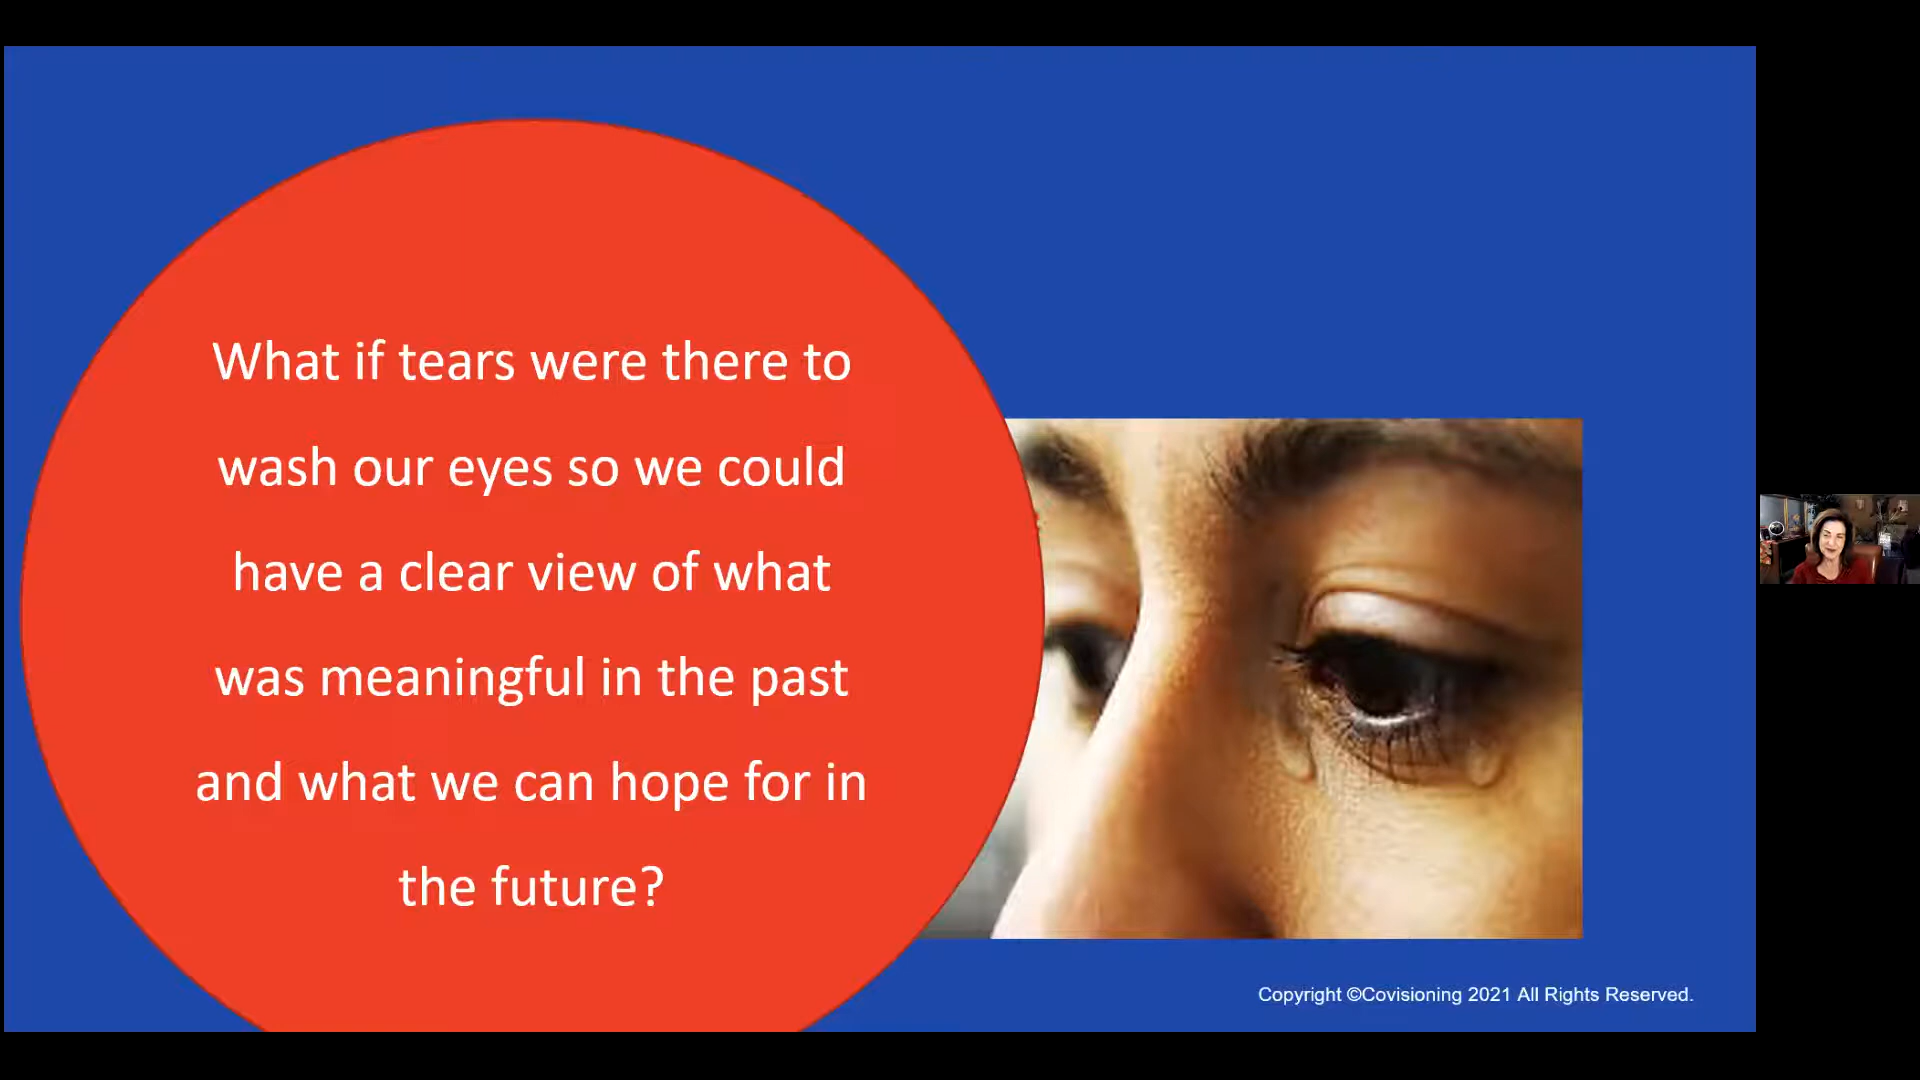 What if tears were there to
wash our eyes so we could
have a clear view of what
was meaningful in the past
and what we can hope for in
the future?
Copyright ©Covisioning 2021 All Rights Reserved.